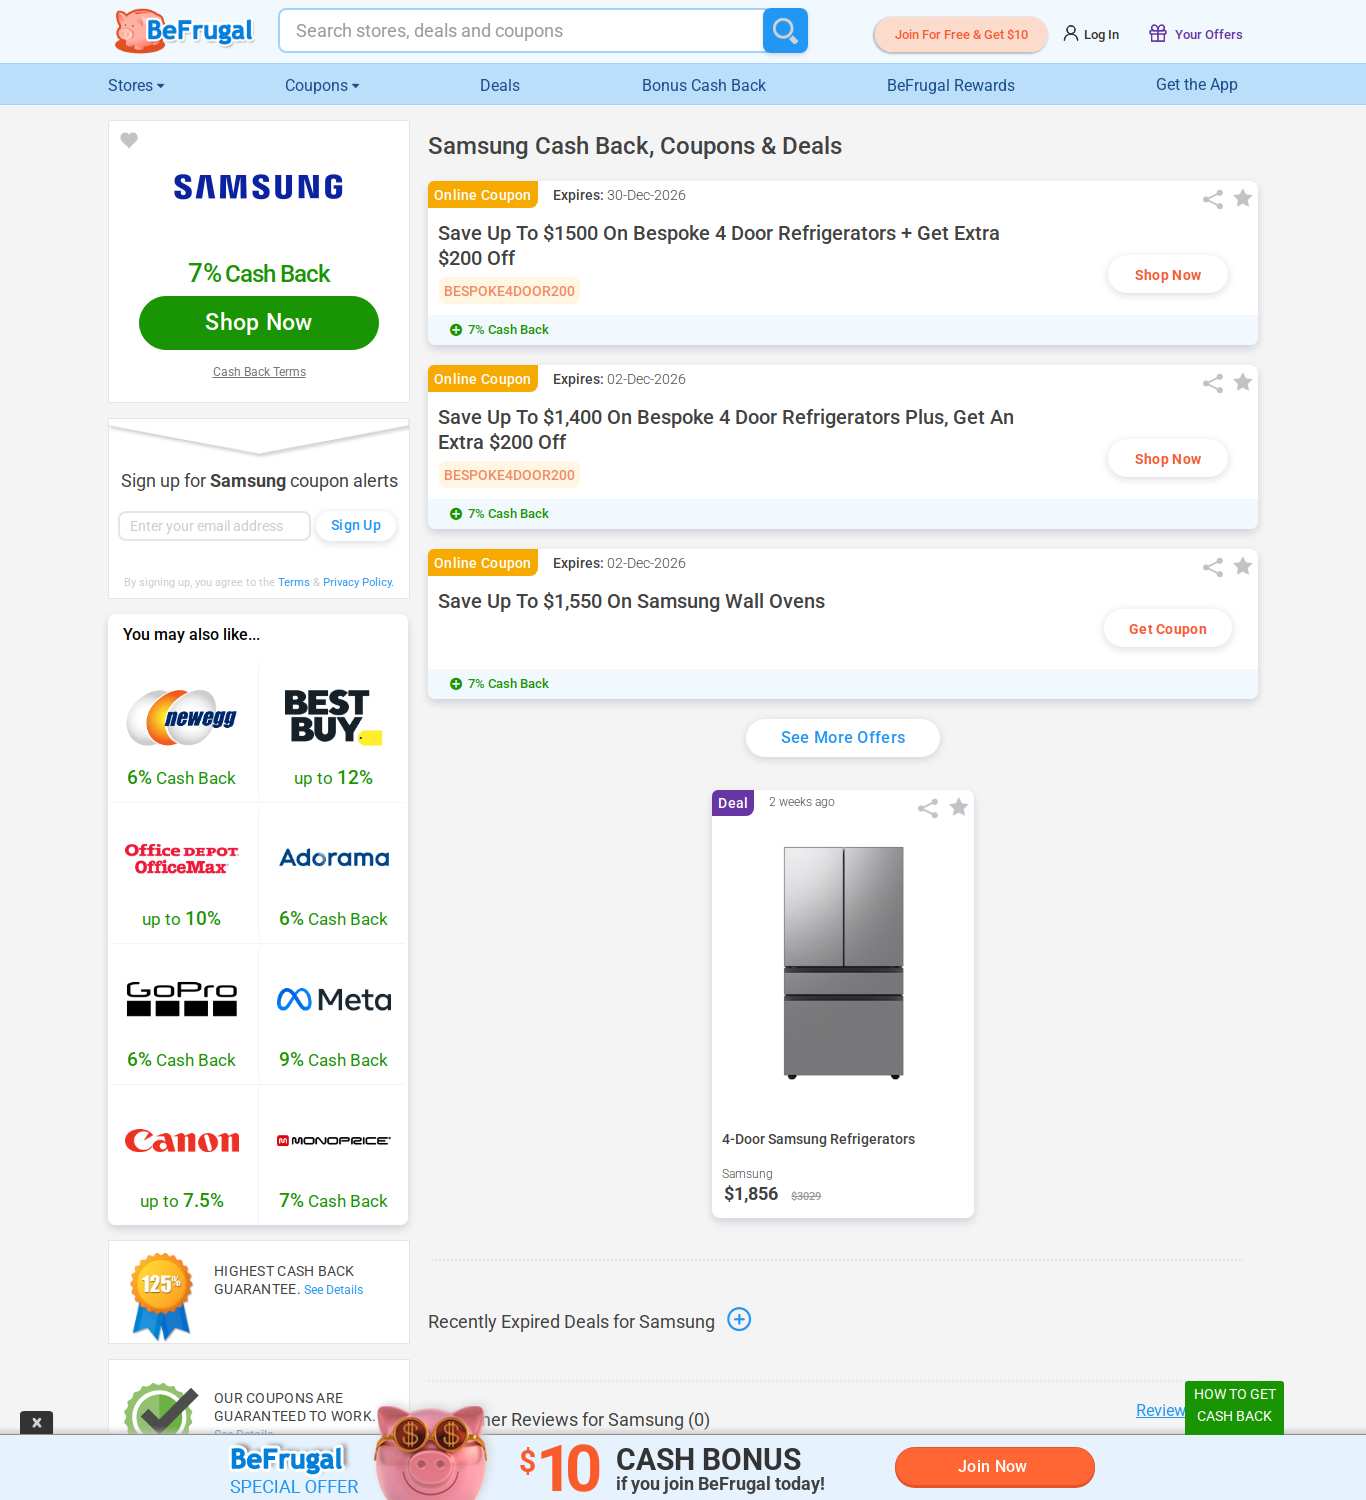 BeFrugal
Search stores, deals and coupons
Join For Free & Get $10
Log In
Your Offers
Stores
Coupons
Deals
Bonus Cash Back
BeFrugal Rewards
Get the App
SAMSUNG
7% Cash Back
Shop Now
Cash Back Terms
Sign up for Samsung coupon alerts
Enter your email address
Sign Up
By signing up, you agree to the Terms & Privacy Policy.
You may also like...
newegg
BEST
BUY
6% Cash Back
up to 12%
Office DEPOT
OfficeMax
Adorama
up to 10%
6% Cash Back
GoPro
Meta
6% Cash Back
9% Cash Back
Canon
MONOPRICE
up to 7.5%
7% Cash Back
125%
HIGHEST CASH BACK
GUARANTEE. See Details
OUR COUPONS ARE
GUARANTEED TO WORK.
See Details
Samsung Cash Back, Coupons & Deals
Online Coupon
Expires: 30-Dec-2026
Save Up To $1500 On Bespoke 4 Door Refrigerators + Get Extra
$200 Off
BESPOKE4DOOR200
Shop Now
7% Cash Back
Online Coupon
Expires: 02-Dec-2026
Save Up To $1,400 On Bespoke 4 Door Refrigerators Plus, Get An
Extra $200 Off
BESPOKE4DOOR200
Shop Now
7% Cash Back
Online Coupon
Expires: 02-Dec-2026
Save Up To $1,550 On Samsung Wall Ovens
Get Coupon
7% Cash Back
See More Offers
Deal
2 weeks ago
4-Door Samsung Refrigerators
Samsung
$1,856 $3029
Recently Expired Deals for Samsung
mer Reviews for Samsung (0)
Review
HOW TO GET
CASH BACK
x
BeFrugal
SPECIAL OFFER
$ $
$10
CASH BONUS
if you join BeFrugal today!
Join Now